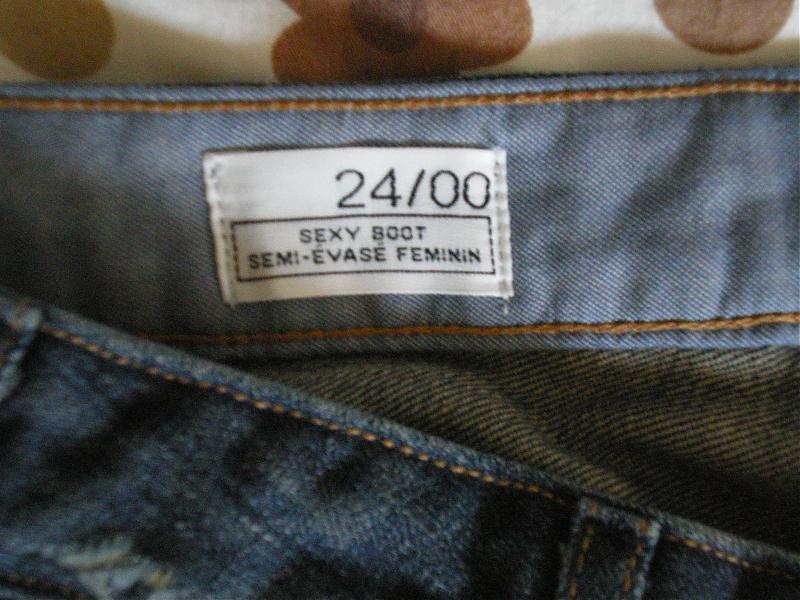 24/00
SEXY BOOT
SEMI-ÉVASÉ FEMININ